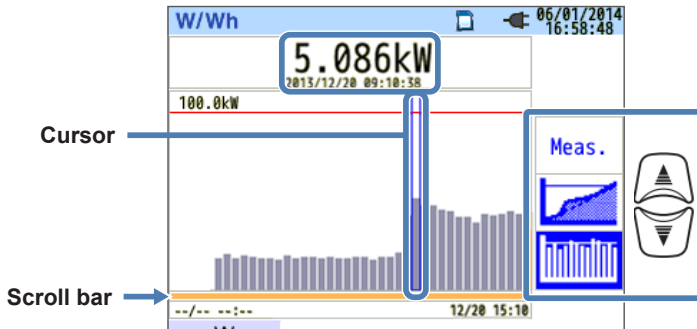 W/Wh
06/01/2014
16:58:48
5.086kW
2013/12/20 09:10:38
100.0kW
Cursor
Meas.
Scroll bar
--/-- --:--
12/20 15:10